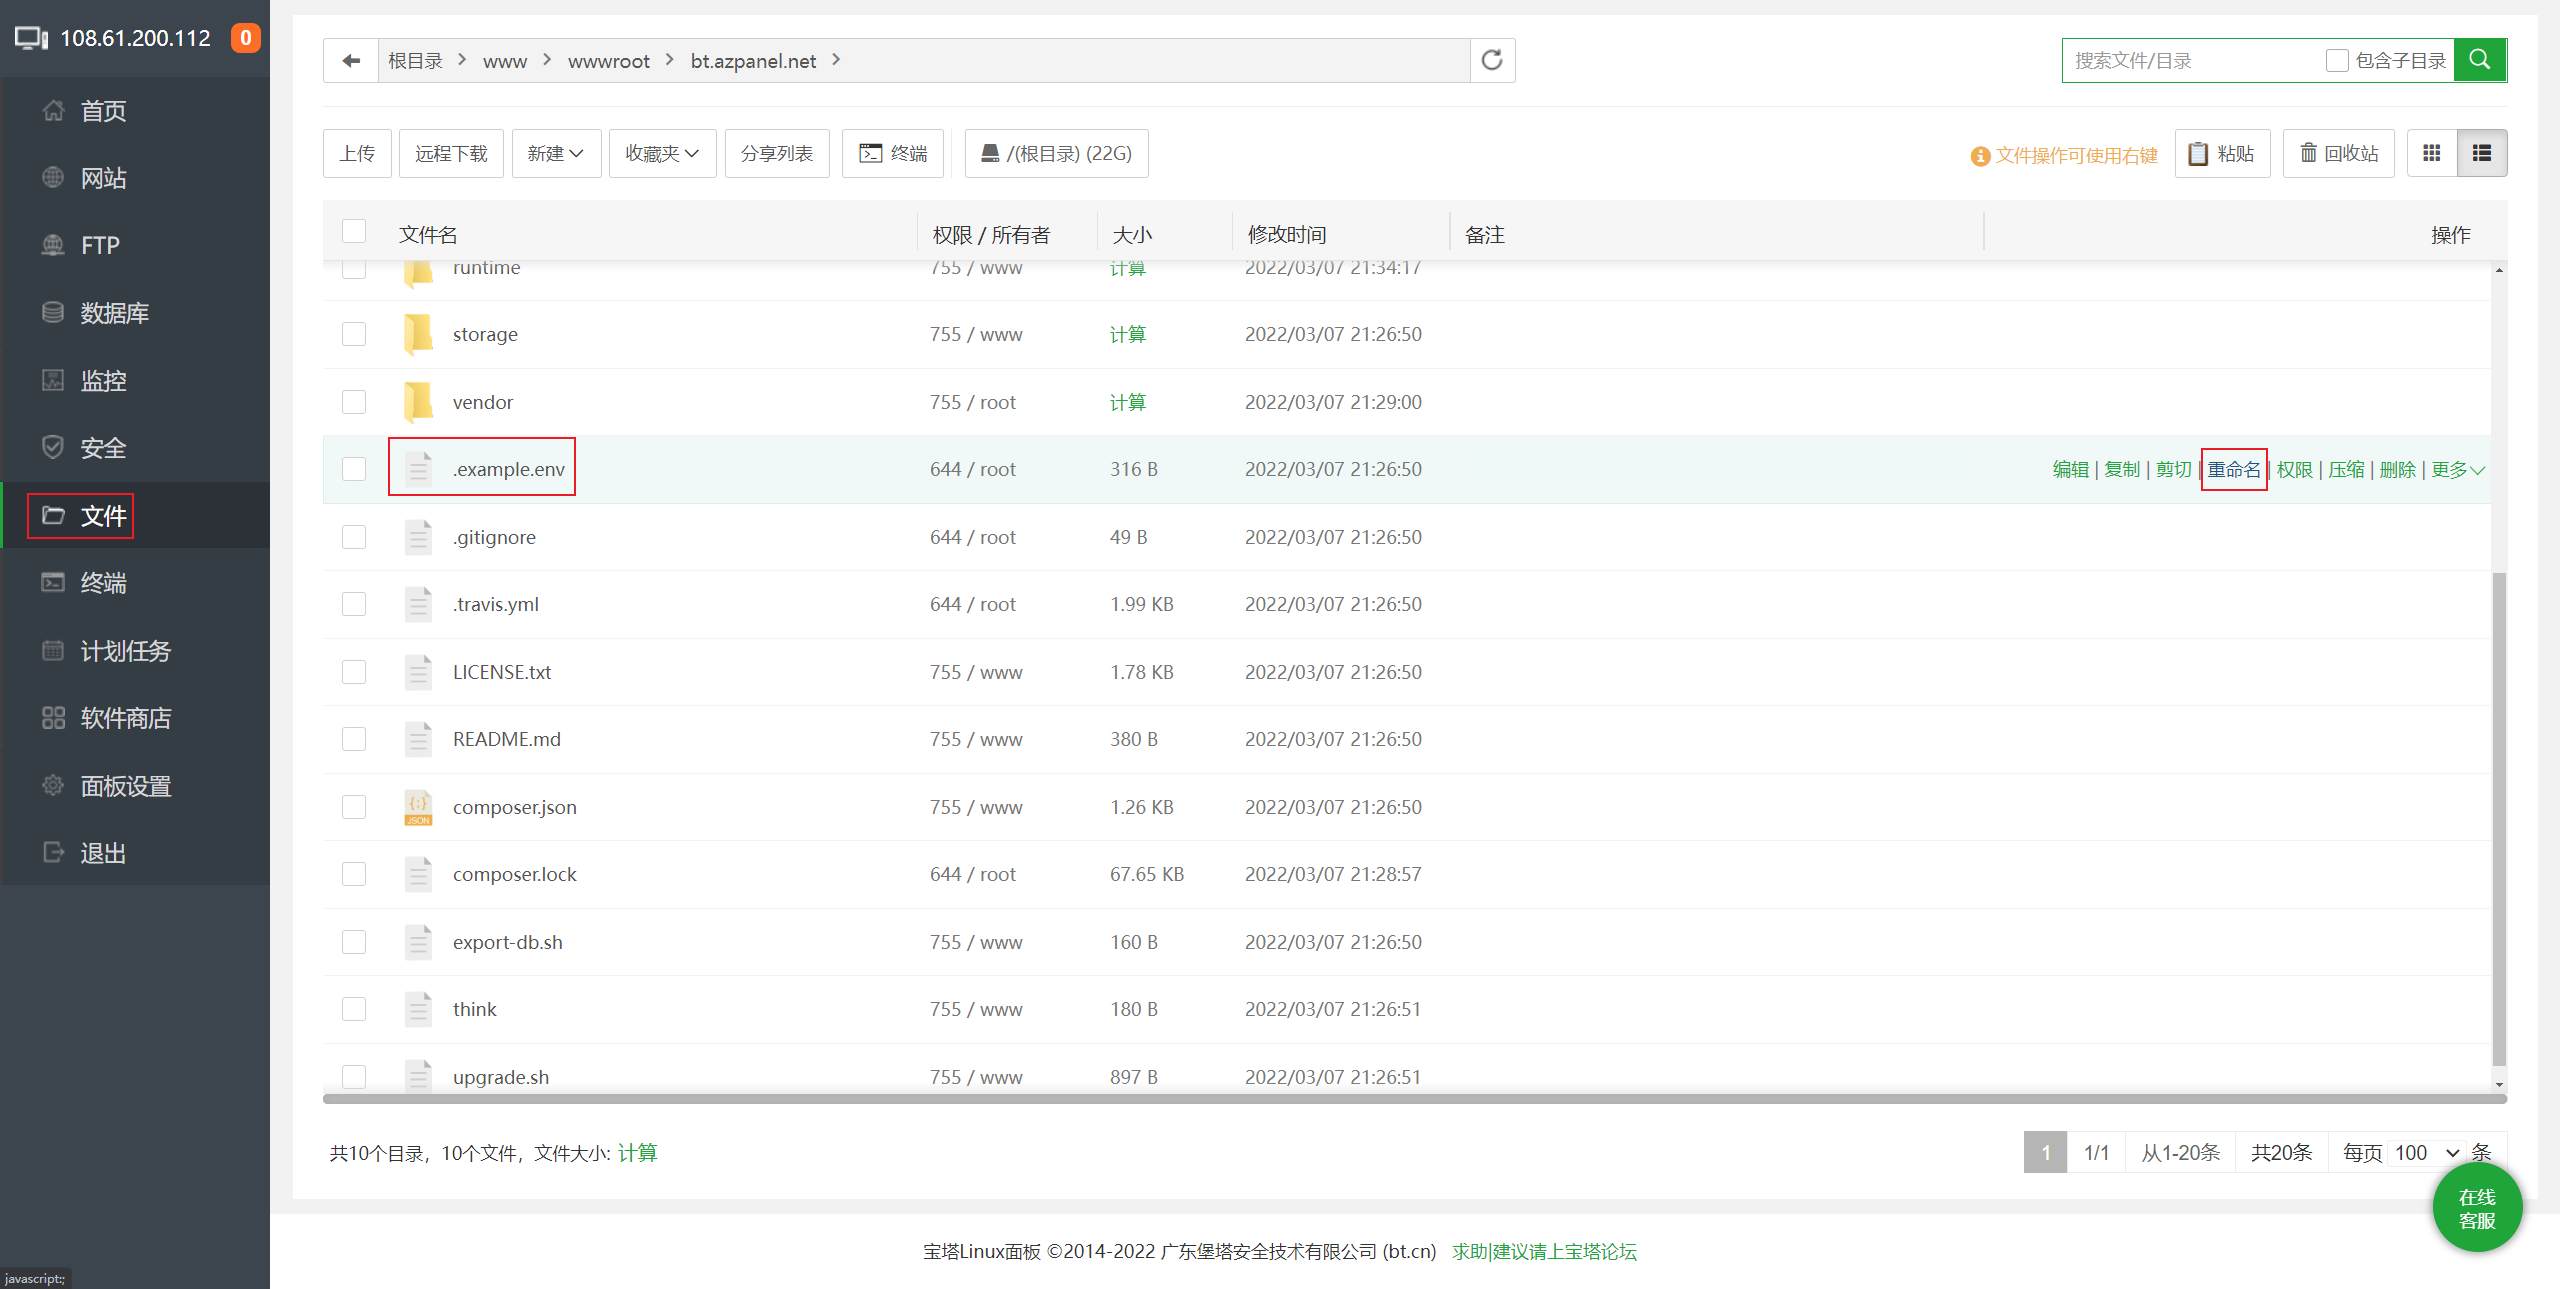 108.61.200.112 0
首页
网站
FTP
数据库
监控
安全
文件
终端
计划任务
软件商店
面板设置
退出
根目录 www wwwroot bt.azpanel.net
搜索文件/目录 包含子目录
上传 远程下载 新建 收藏夹 分享列表 终端 /(根目录) (22G)
文件操作可使用右键 粘贴 回收站
文件名 权限 / 所有者 大小 修改时间 备注 操作
runtime 755 / www 计算 2022/03/07 21:34:17
storage 755 / www 计算 2022/03/07 21:26:50
vendor 755 / root 计算 2022/03/07 21:29:00
.example.env 644 / root 316 B 2022/03/07 21:26:50 编辑 | 复制 | 剪切 | 重命名 | 权限 | 压缩 | 删除 | 更多
.gitignore 644 / root 49 B 2022/03/07 21:26:50
.travis.yml 644 / root 1.99 KB 2022/03/07 21:26:50
LICENSE.txt 755 / www 1.78 KB 2022/03/07 21:26:50
README.md 755 / www 380 B 2022/03/07 21:26:50
JSON composer.json 755 / www 1.26 KB 2022/03/07 21:26:50
composer.lock 644 / root 67.65 KB 2022/03/07 21:28:57
export-db.sh 755 / www 160 B 2022/03/07 21:26:50
think 755 / www 180 B 2022/03/07 21:26:51
upgrade.sh 755 / www 897 B 2022/03/07 21:26:51
共10个目录，10个文件，文件大小: 计算
1 1/1 从1-20条 共20条 每页 100 条
在线
客服
宝塔Linux面板 ©2014-2022 广东堡塔安全技术有限公司 (bt.cn) 求助|建议请上宝塔论坛
javascript:;